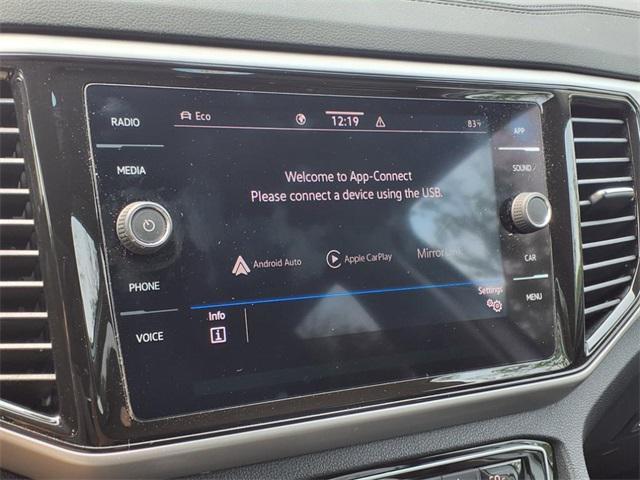 RADIO
Eco
12:19
83°F
APP
MEDIA
SOUND
Welcome to App-Connect
Please connect a device using the USB.
Android Auto
Apple CarPlay
PHONE
CAR
VOICE
MENU
Info
Settings